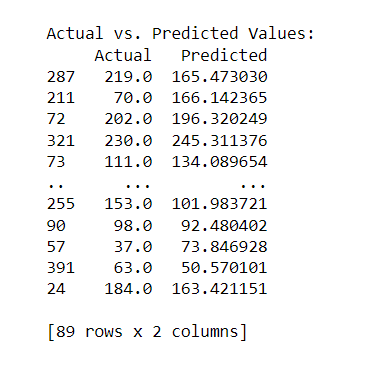 Actual vs. Predicted Values:
Actual Predicted
287 219.0 165.473030
211 70.0 166.142365
72 202.0 196.320249
321 230.0 245.311376
73 111.0 134.089654
.. ... ...
255 153.0 101.983721
90 98.0 92.480402
57 37.0 73.846928
391 63.0 50.570101
24 184.0 163.421151
[89 rows x 2 columns]